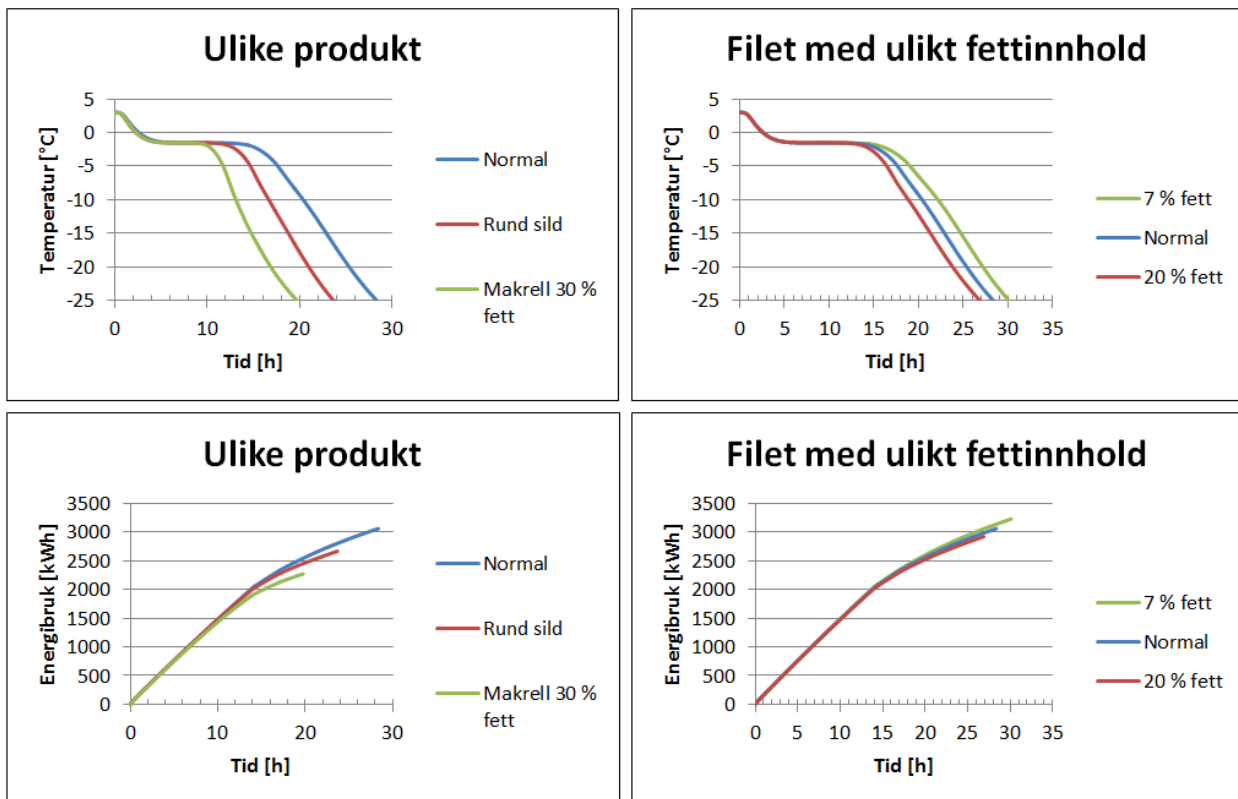 Ulike produkt
5
0
-5
-10
-15
-20
-25
Temperatur [°C]
0 10 20 30
Tid [h]
Normal
Rund sild
Makrell 30 %
fett
Filet med ulikt fettinnhold
5
0
-5
-10
-15
-20
-25
Temperatur [°C]
0 5 10 15 20 25 30 35
Tid [h]
7 % fett
Normal
20 % fett
Ulike produkt
3500
3000
2500
2000
1500
1000
500
0
Energibruk [kWh]
0 10 20 30
Tid [h]
Normal
Rund sild
Makrell 30 %
fett
Filet med ulikt fettinnhold
3500
3000
2500
2000
1500
1000
500
0
Energibruk [kWh]
0 5 10 15 20 25 30 35
Tid [h]
7 % fett
Normal
20 % fett